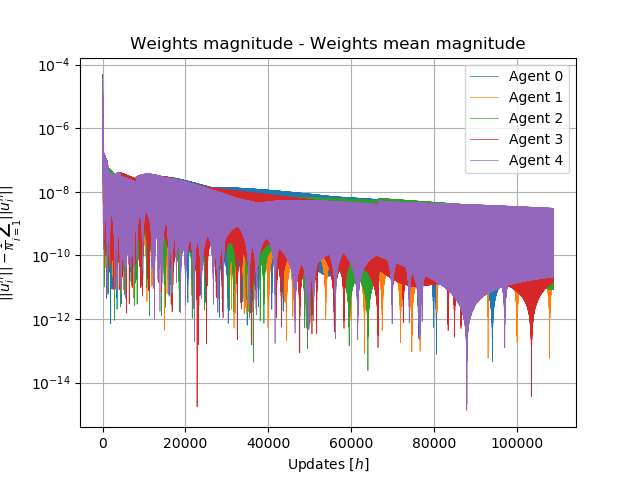 Weights magnitude - Weights mean magnitude
10⁻⁴
10⁻⁶
10⁻⁸
10⁻¹⁰
10⁻¹²
10⁻¹⁴
0
20000
40000
60000
80000
100000
Updates [h]
Agent 0
Agent 1
Agent 2
Agent 3
Agent 4